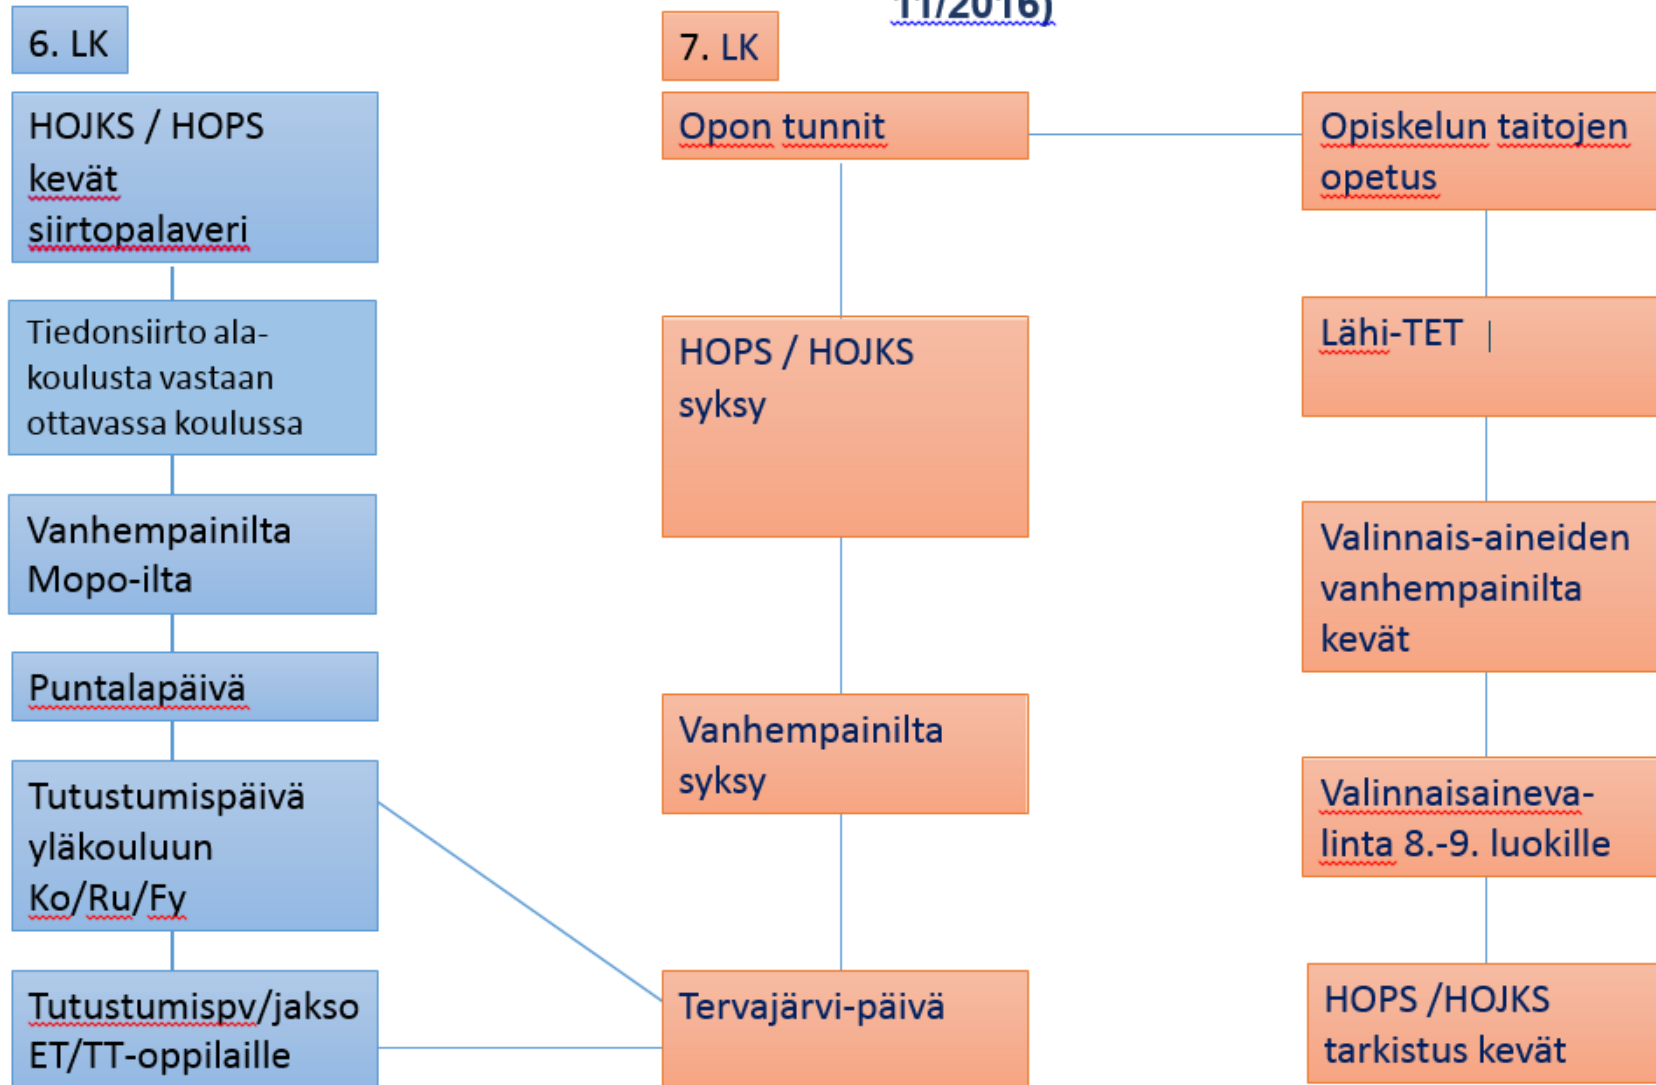 11/2016)
6. LK
HOJKS / HOPS
kevät
siirtopalaveri
Tiedonsiirto ala-
koulusta vastaan
ottavassa koulussa
Vanhempainilta
Mopo-ilta
Puntalapäivä
Tutustumispäivä
yläkouluun
Ko/Ru/Fy
Tutustumispv/jakso
ET/TT-oppilaille
7. LK
Opon tunnit
HOPS / HOJKS
syksy
Vanhempainilta
syksy
Tervajärvi-päivä
Opiskelun taitojen
opetus
Lähi-TET
Valinnais-aineiden
vanhempainilta
kevät
Valinnaisaineva-
linta 8.-9. luokille
HOPS /HOJKS
tarkistus kevät